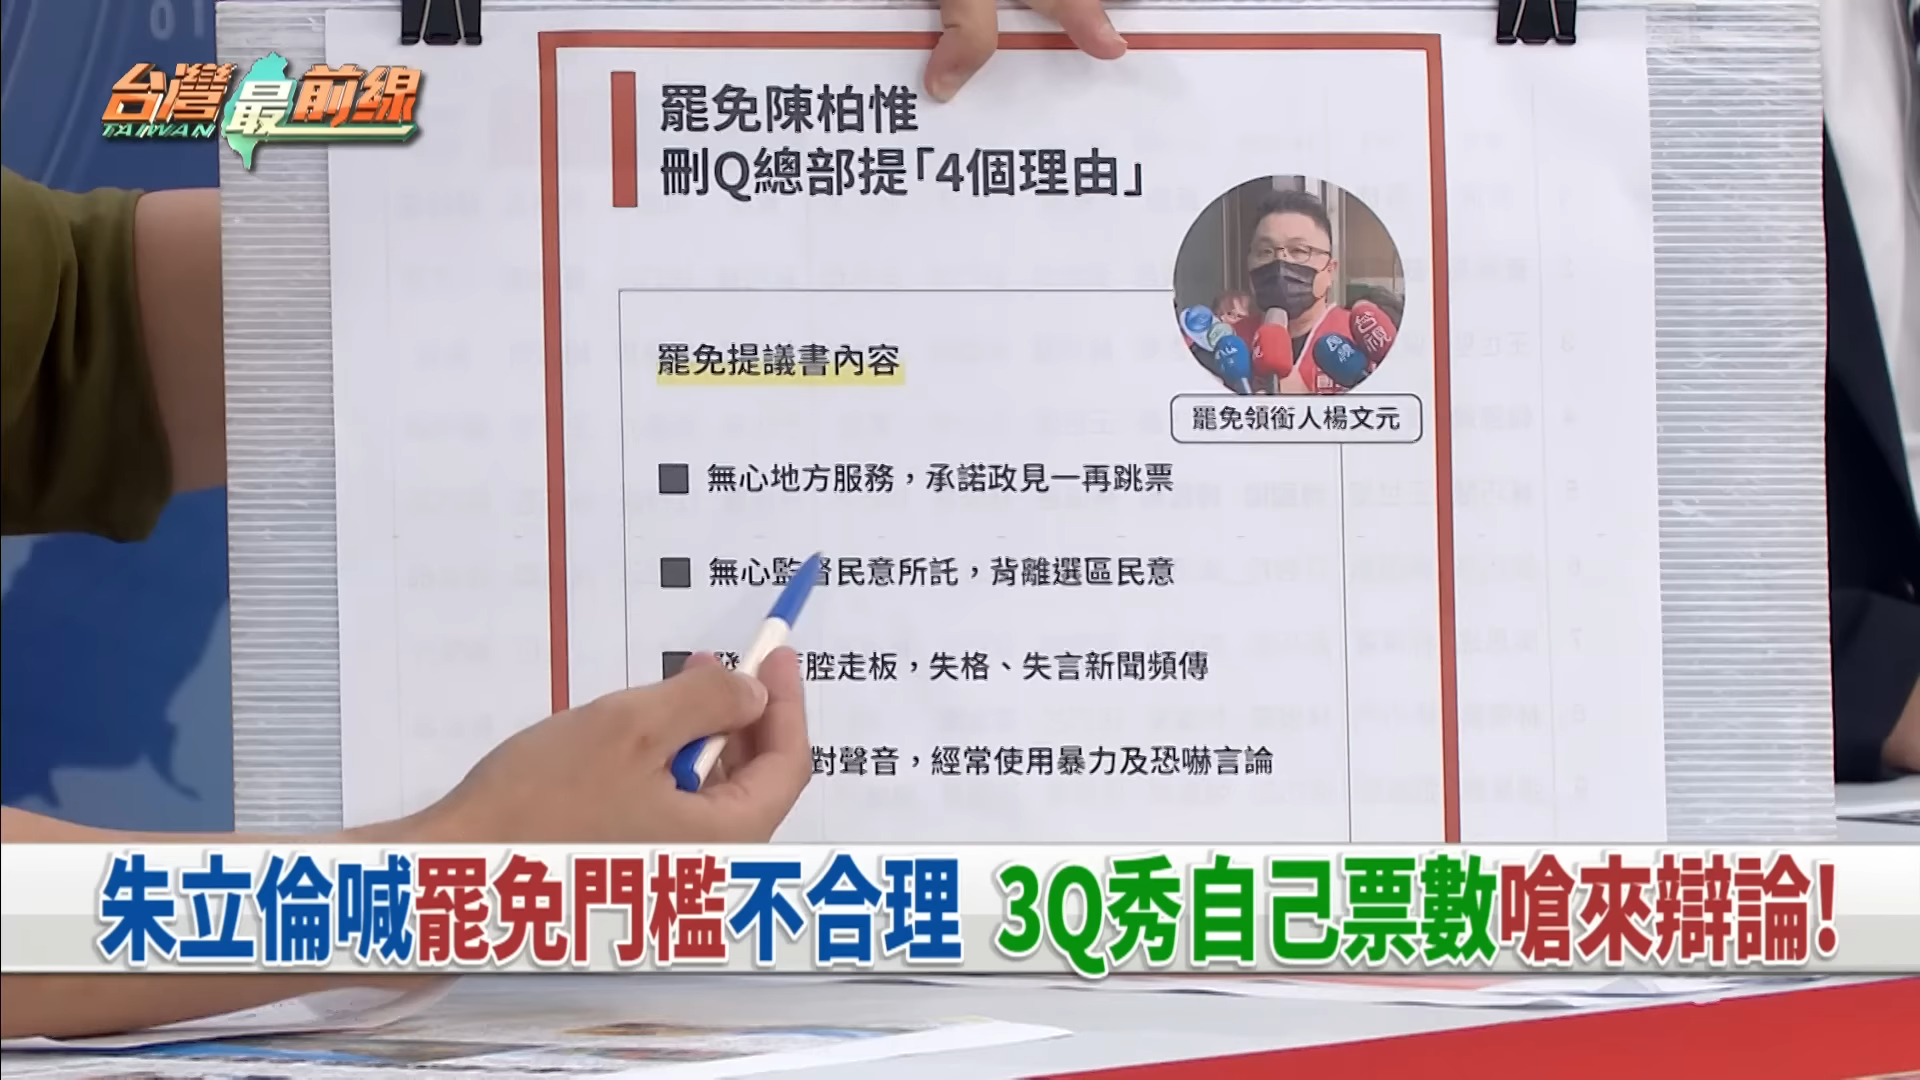 台灣最前線
TAIWAN
罷免陳柏惟
刪Q總部提「4個理由」
罷免領銜人楊文元
罷免提議書內容
無心地方服務，承諾政見一再跳票
無心監督民意所託，背離選區民意
腔走板，失格、失言新聞頻傳
對聲音，經常使用暴力及恐嚇言論
朱立倫喊罷免門檻不合理 3Q秀自己票數嗆來辯論!